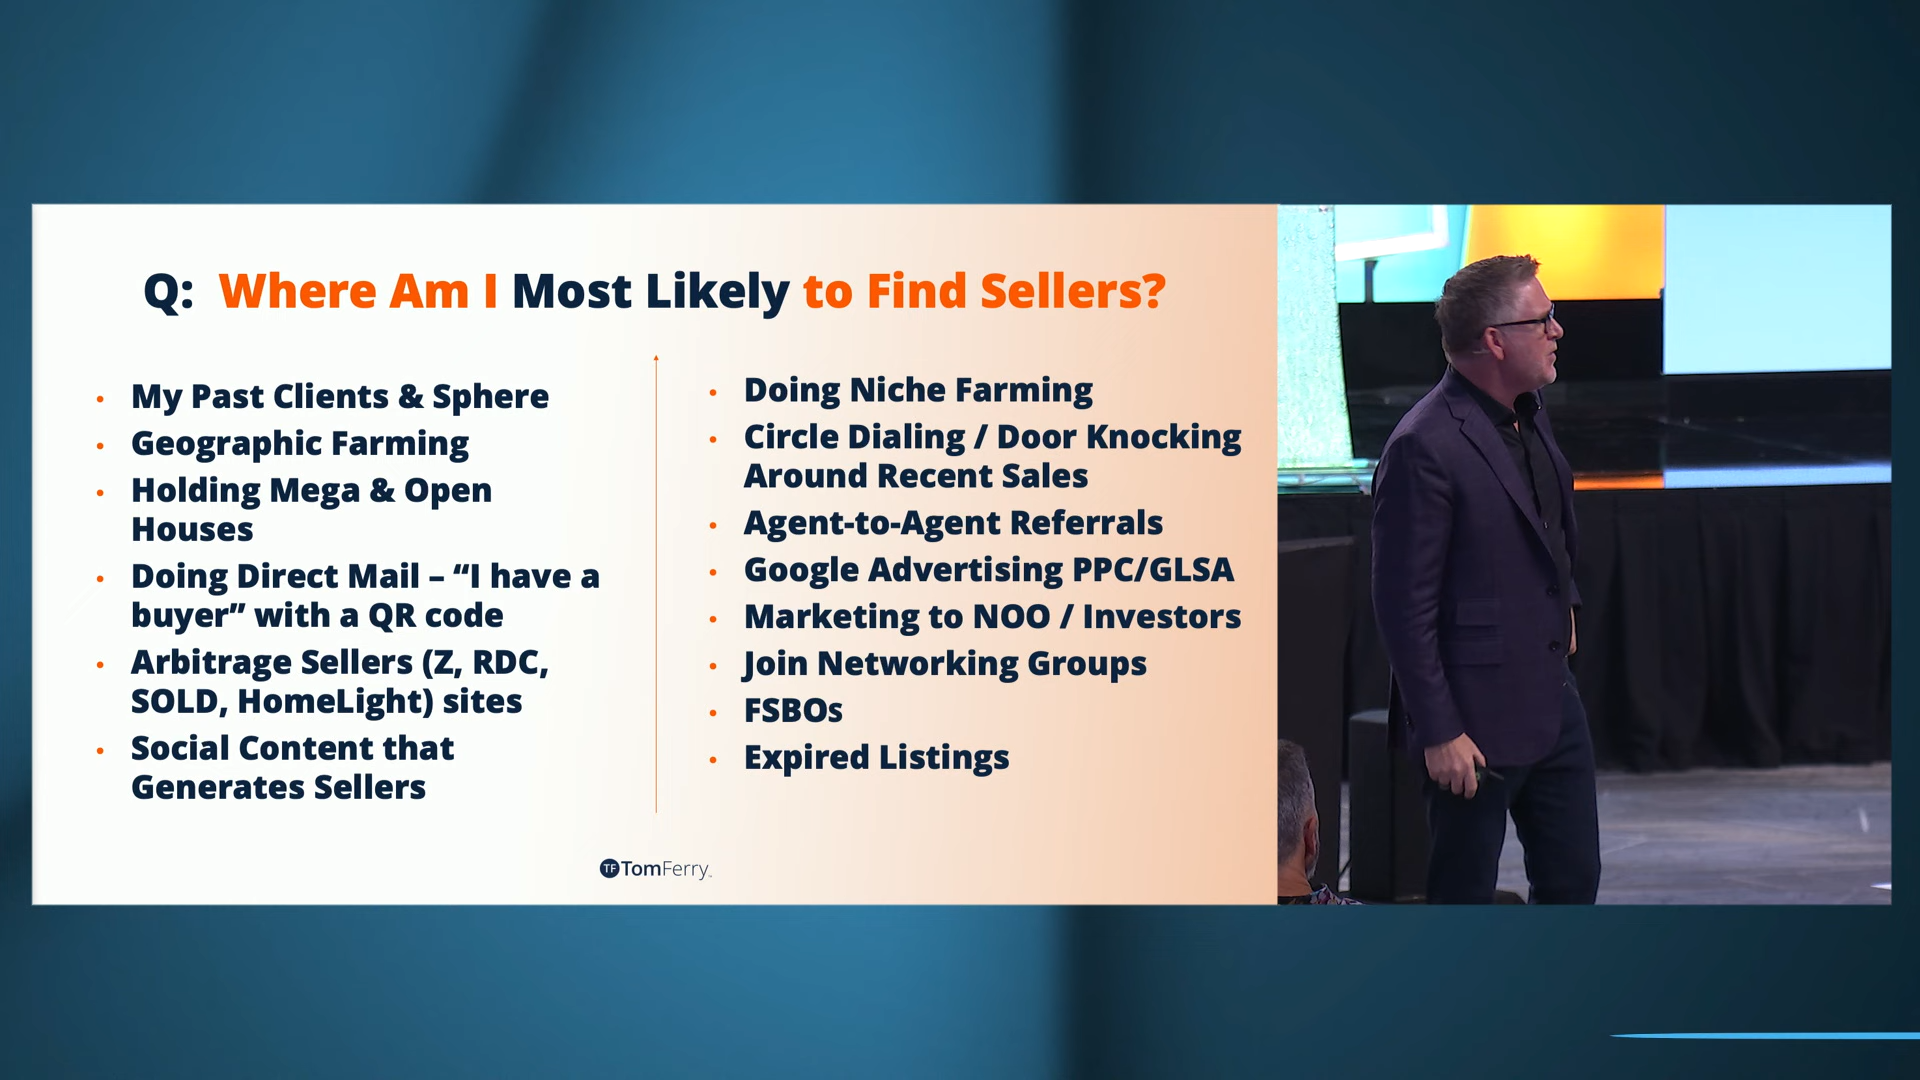 Q: Where Am I Most Likely to Find Sellers?
• My Past Clients & Sphere
• Geographic Farming
• Holding Mega & Open
Houses
• Doing Direct Mail – “I have a
buyer” with a QR code
• Arbitrage Sellers (Z, RDC,
SOLD, HomeLight) sites
• Social Content that
Generates Sellers
• Doing Niche Farming
• Circle Dialing / Door Knocking
Around Recent Sales
• Agent-to-Agent Referrals
• Google Advertising PPC/GLSA
• Marketing to NOO / Investors
• Join Networking Groups
• FSBOs
• Expired Listings
TF TomFerry